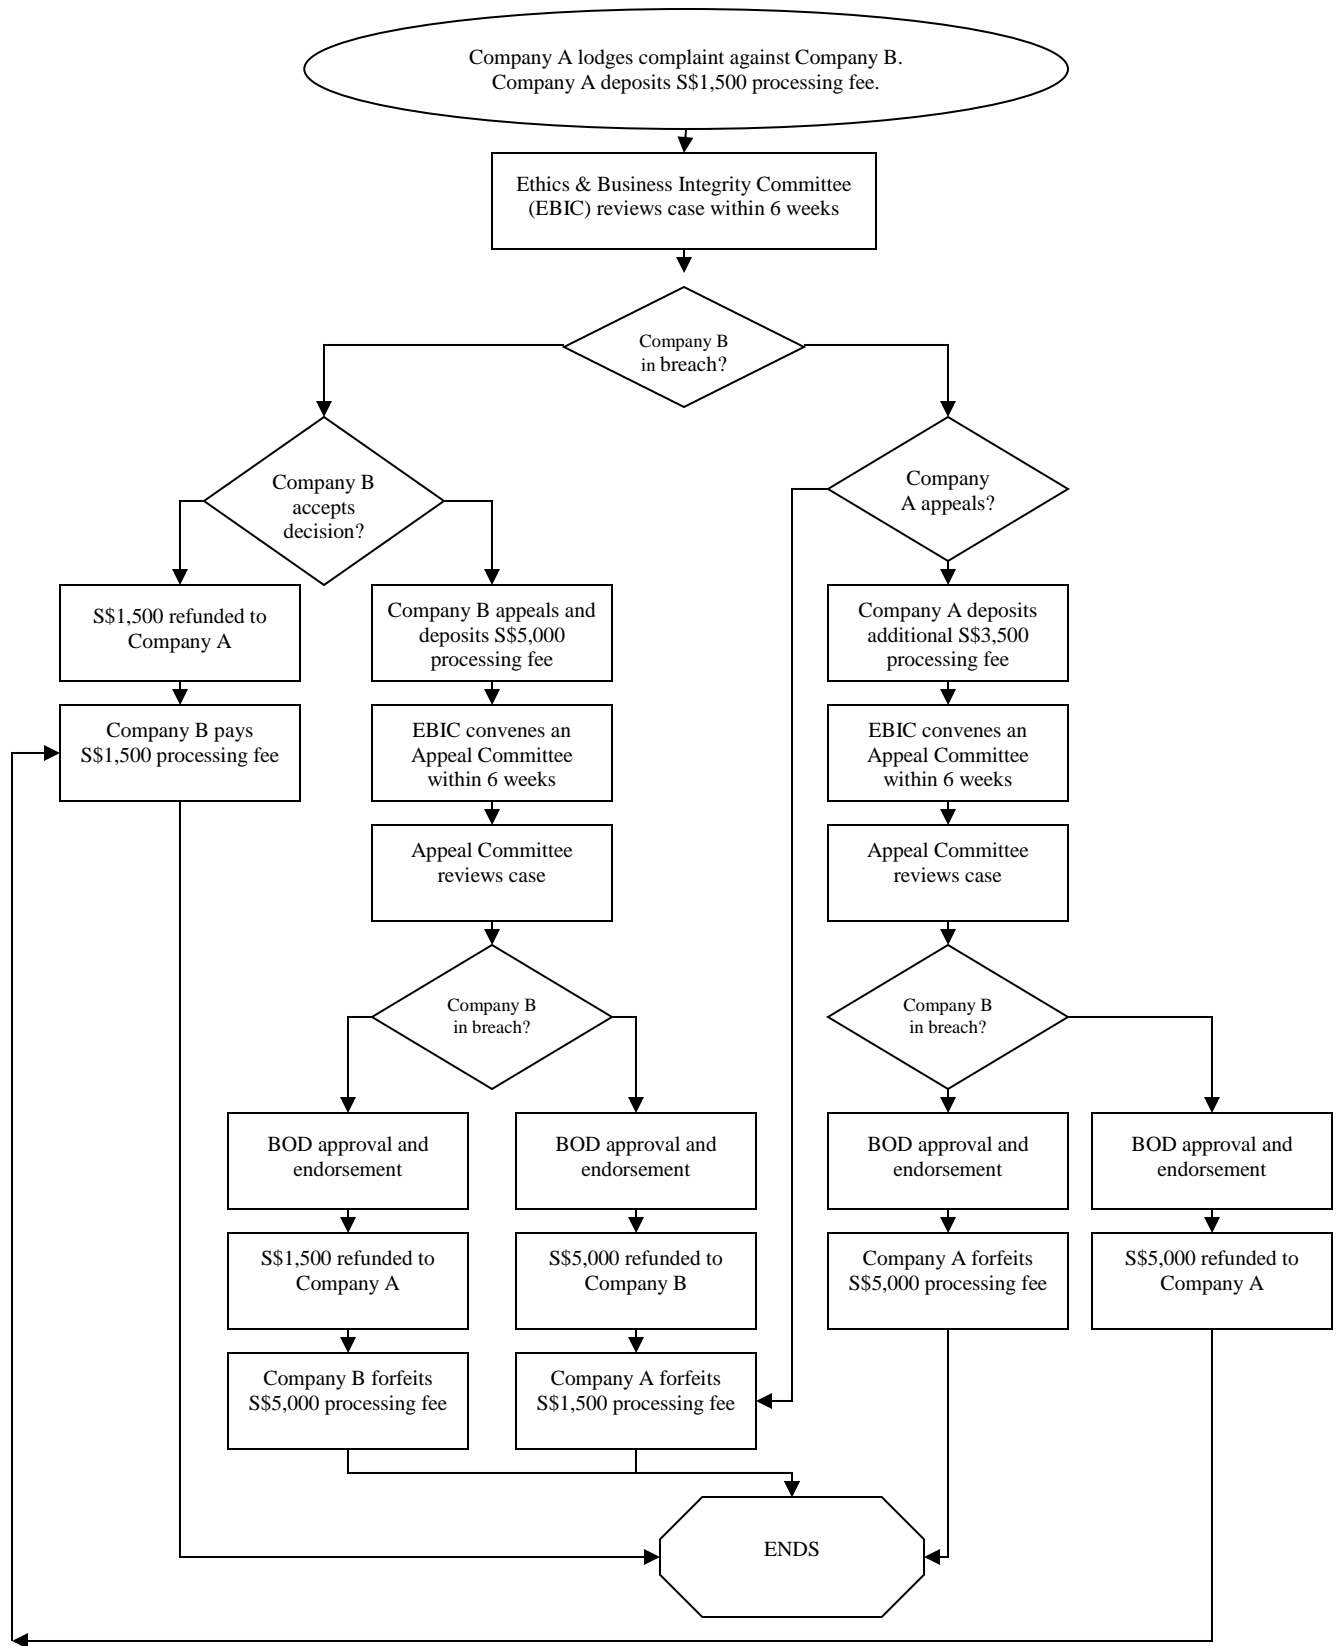 Company A lodges complaint against Company B.
Company A deposits S$1,500 processing fee.
Ethics & Business Integrity Committee
(EBIC) reviews case within 6 weeks
Company B
in breach?
Company B
accepts
decision?
Company
A appeals?
S$1,500 refunded to
Company A
Company B appeals and
deposits S$5,000
processing fee
Company A deposits
additional S$3,500
processing fee
Company B pays
S$1,500 processing fee
EBIC convenes an
Appeal Committee
within 6 weeks
EBIC convenes an
Appeal Committee
within 6 weeks
Appeal Committee
reviews case
Appeal Committee
reviews case
Company B
in breach?
Company B
in breach?
BOD approval and
endorsement
BOD approval and
endorsement
BOD approval and
endorsement
BOD approval and
endorsement
S$1,500 refunded to
Company A
S$5,000 refunded to
Company B
Company A forfeits
S$5,000 processing fee
S$5,000 refunded to
Company A
Company B forfeits
S$5,000 processing fee
Company A forfeits
S$1,500 processing fee
ENDS